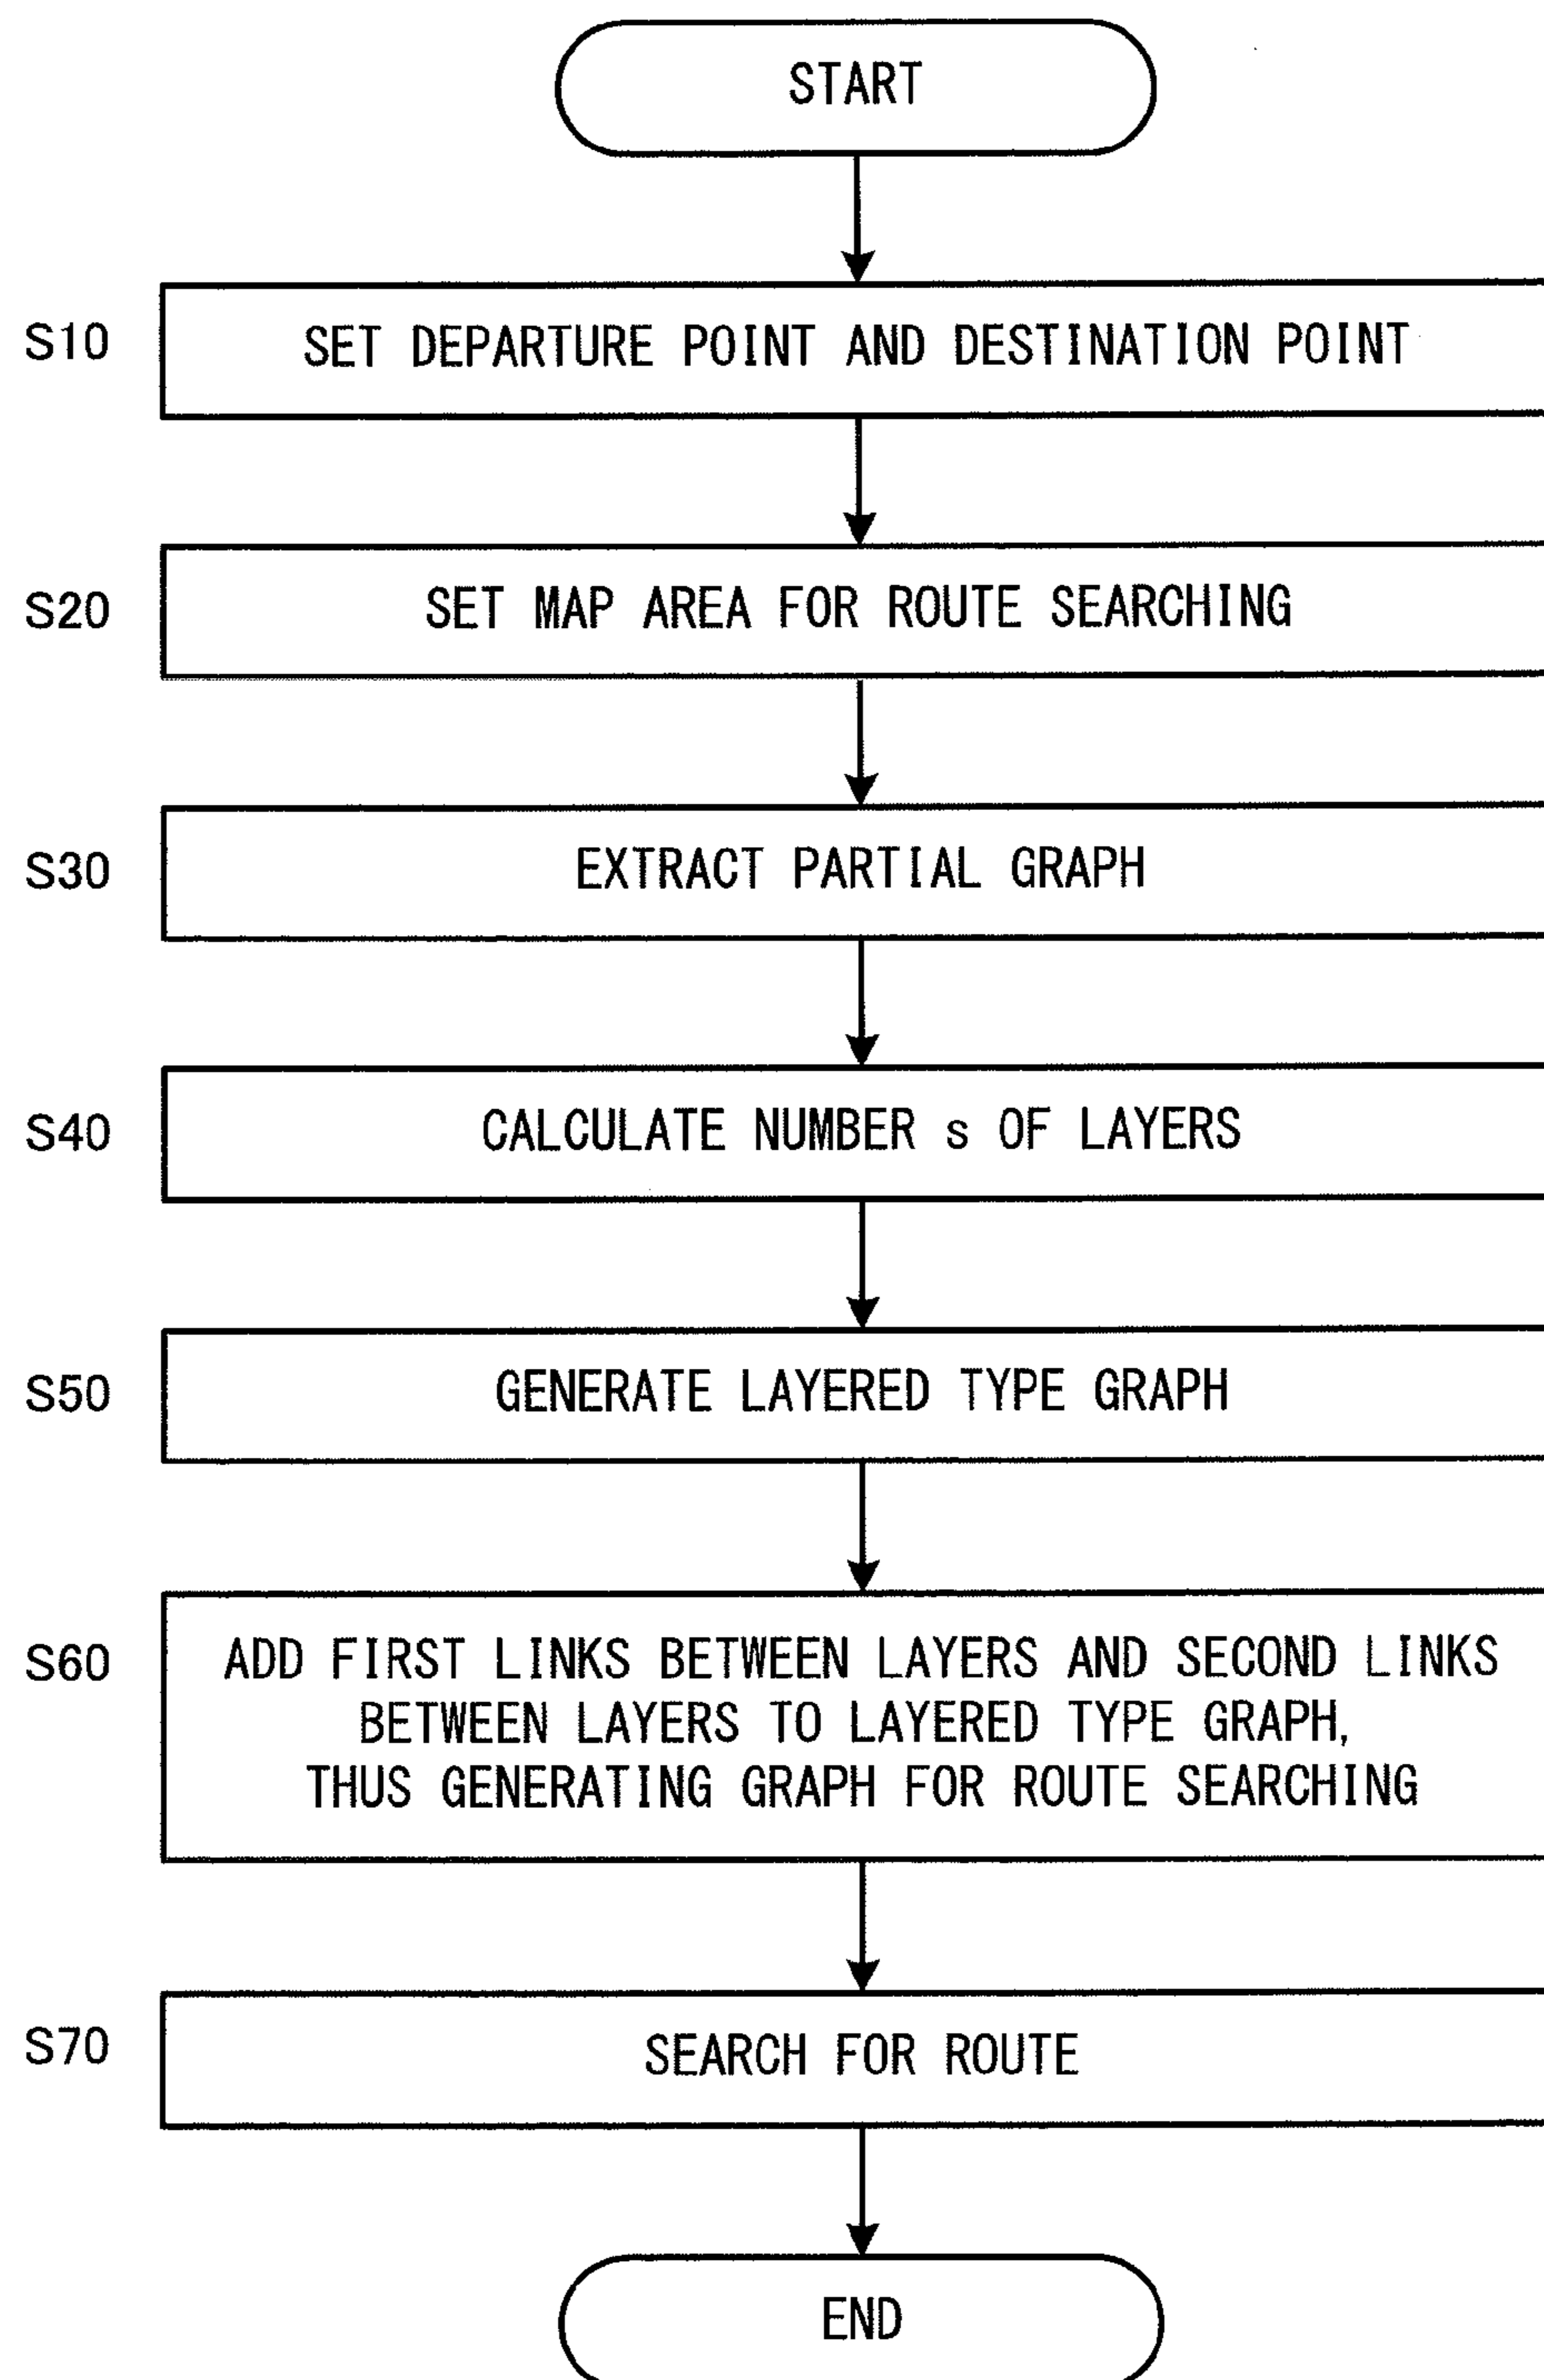 START
S10
SET DEPARTURE POINT AND DESTINATION POINT
S20
SET MAP AREA FOR ROUTE SEARCHING
S30
EXTRACT PARTIAL GRAPH
S40
CALCULATE NUMBER s OF LAYERS
S50
GENERATE LAYERED TYPE GRAPH
S60
ADD FIRST LINKS BETWEEN LAYERS AND SECOND LINKS
BETWEEN LAYERS TO LAYERED TYPE GRAPH,
THUS GENERATING GRAPH FOR ROUTE SEARCHING
S70
SEARCH FOR ROUTE
END